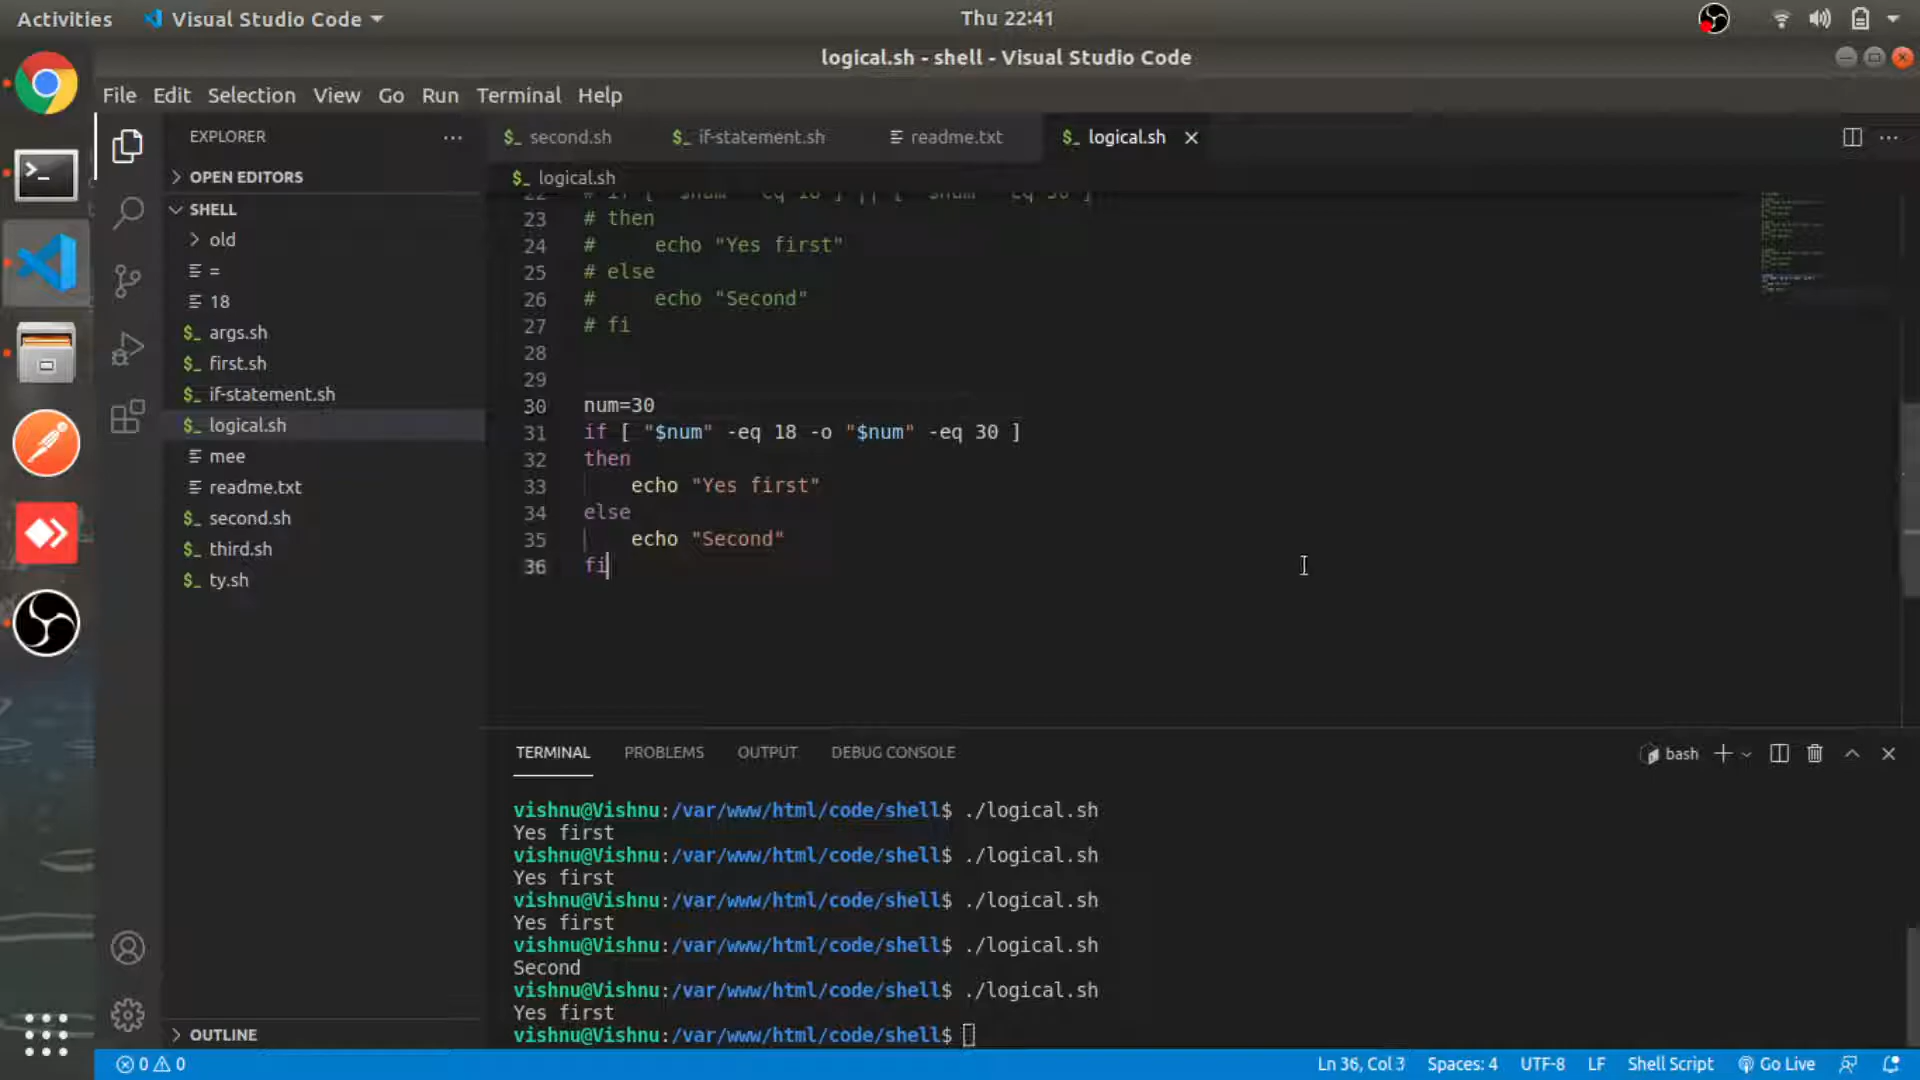 Activities
Visual Studio Code
Thu 22:41
logical.sh - shell - Visual Studio Code
File Edit Selection View Go Run Terminal Help
EXPLORER
OPEN EDITORS
SHELL
old
=
18
args.sh
first.sh
if-statement.sh
logical.sh
mee
readme.txt
second.sh
third.sh
ty.sh
OUTLINE
$_ second.sh
$_ if-statement.sh
readme.txt
$_ logical.sh
$_ logical.sh
22 # if [ "$num" -eq 18 ] || [ "$num" -eq 30 ]
23 # then
24 #     echo "Yes first"
25 # else
26 #     echo "Second"
27 # fi
28
29
30 num=30
31 if [ "$num" -eq 18 -o "$num" -eq 30 ]
32 then
33     echo "Yes first"
34 else
35     echo "Second"
36 fi
TERMINAL PROBLEMS OUTPUT DEBUG CONSOLE
bash
vishnu@Vishnu:/var/www/html/code/shell$ ./logical.sh
Yes first
vishnu@Vishnu:/var/www/html/code/shell$ ./logical.sh
Yes first
vishnu@Vishnu:/var/www/html/code/shell$ ./logical.sh
Yes first
vishnu@Vishnu:/var/www/html/code/shell$ ./logical.sh
Second
vishnu@Vishnu:/var/www/html/code/shell$ ./logical.sh
Yes first
vishnu@Vishnu:/var/www/html/code/shell$
0 0
Ln 36, Col 3
Spaces: 4
UTF-8
LF
Shell Script
Go Live